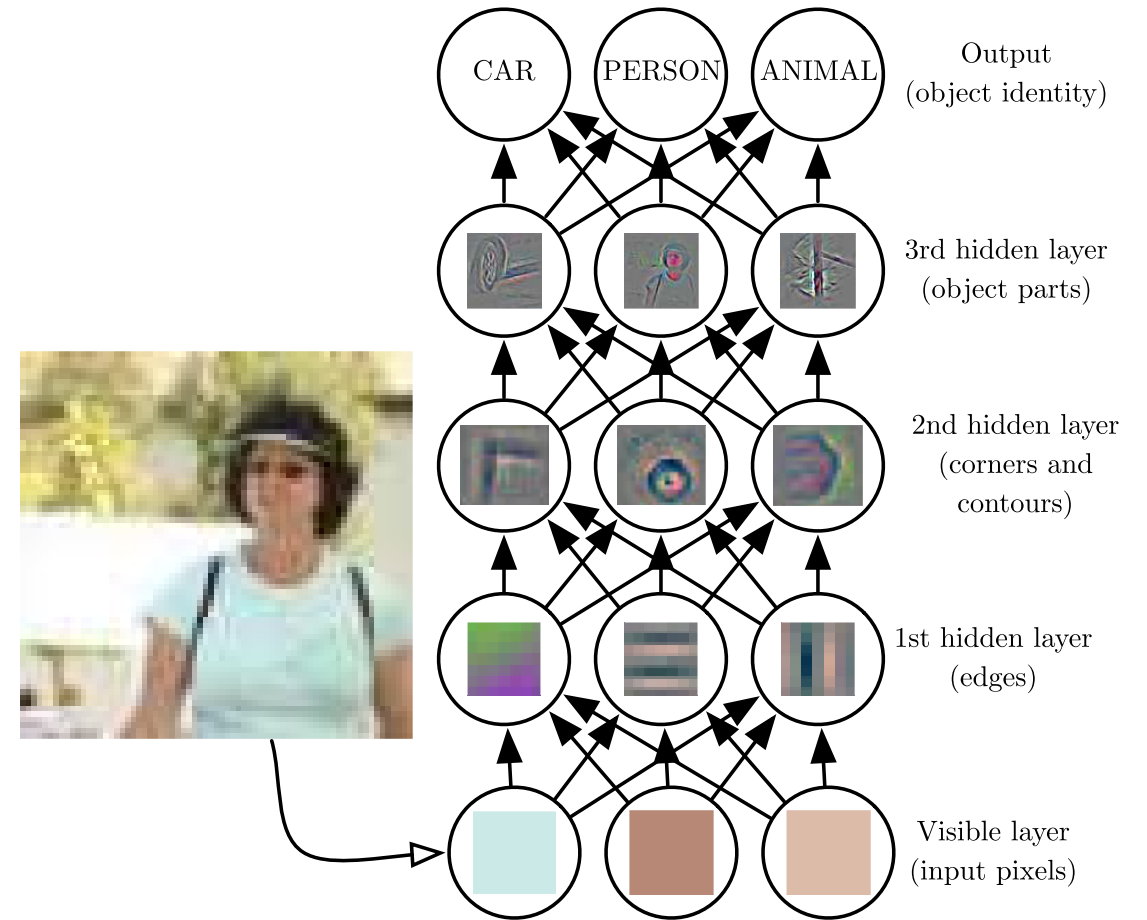 CAR PERSON ANIMAL
Output
(object identity)
3rd hidden layer
(object parts)
2nd hidden layer
(corners and
contours)
1st hidden layer
(edges)
Visible layer
(input pixels)